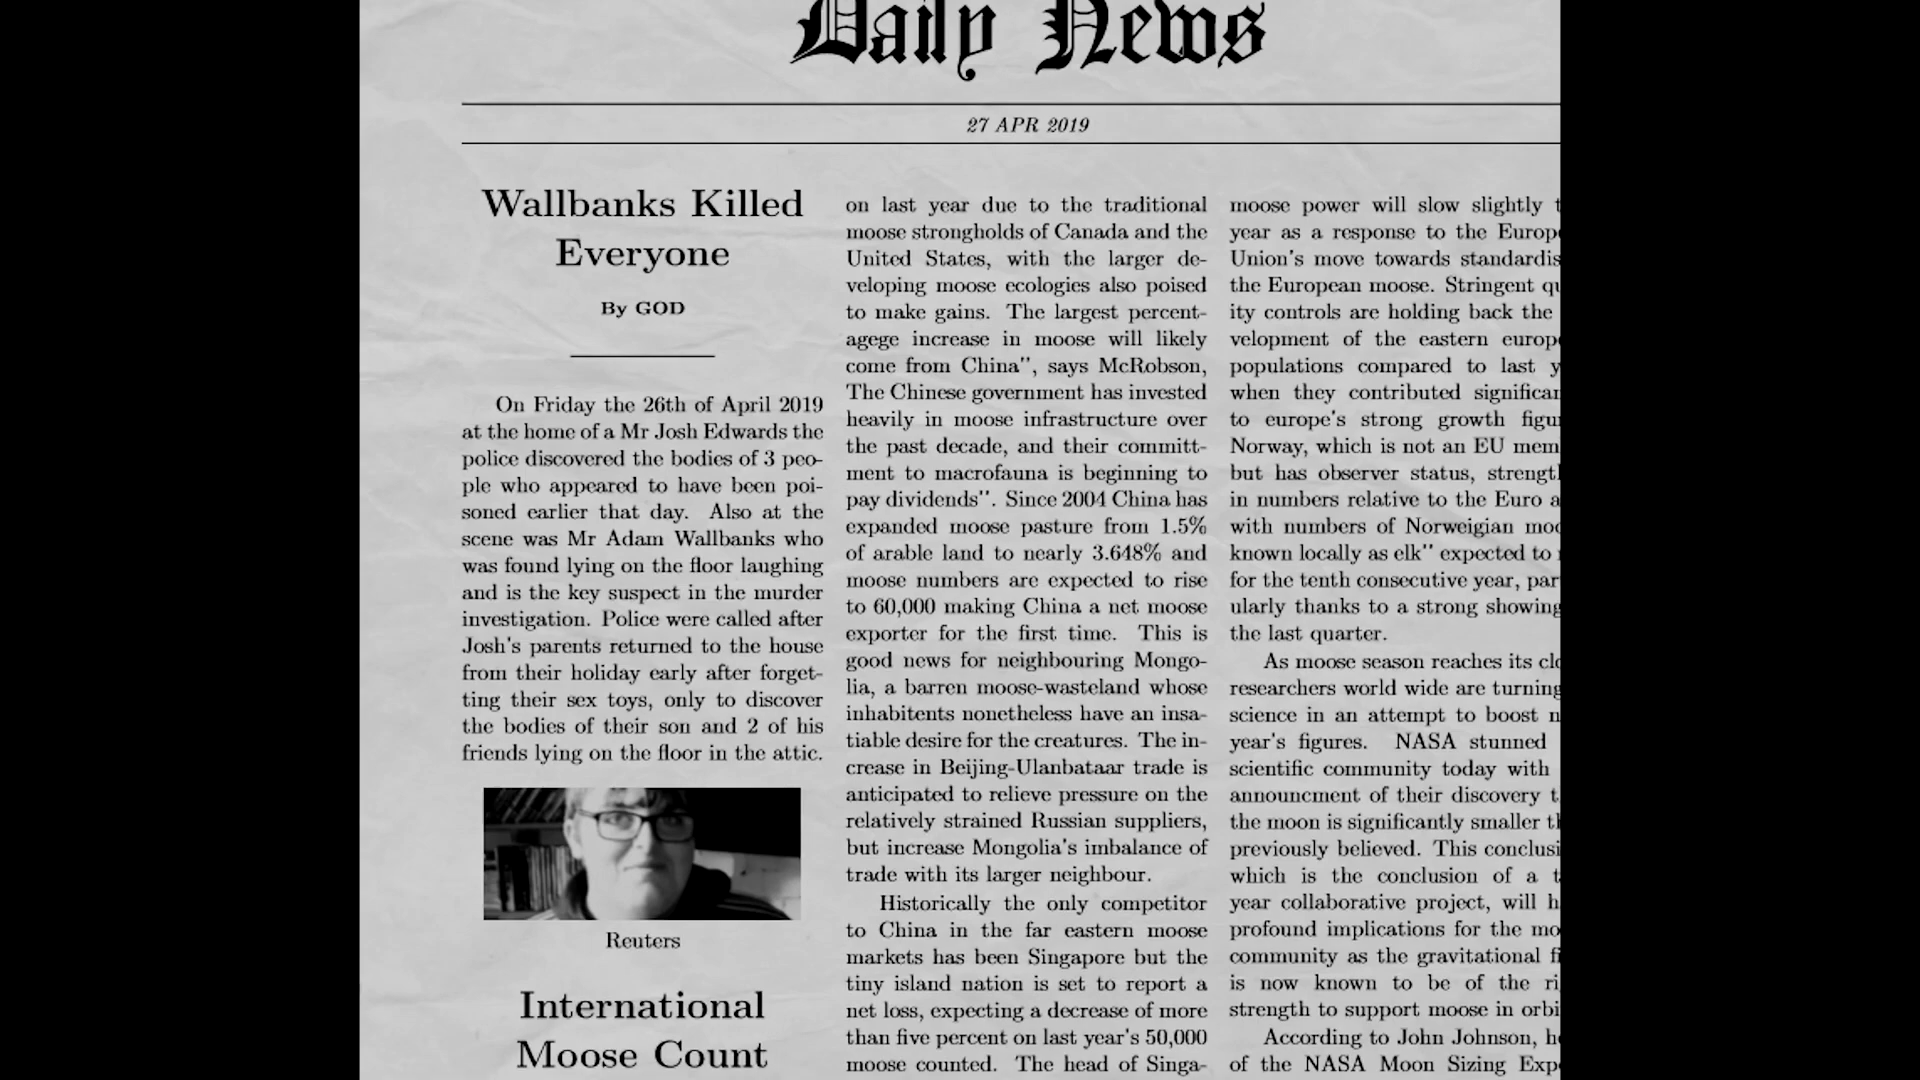 Daily News
27 APR 2019
Wallbanks Killed
Everyone
By GOD
On Friday the 26th of April 2019
at the home of a Mr Josh Edwards the
police discovered the bodies of 3 peo-
ple who appeared to have been poi-
soned earlier that day. Also at the
scene was Mr Adam Wallbanks who
was found lying on the floor laughing
and is the key suspect in the murder
investigation. Police were called after
Josh's parents returned to the house
from their holiday early after forget-
ting their sex toys, only to discover
the bodies of their son and 2 of his
friends lying on the floor in the attic.
Reuters
International
Moose Count
on last year due to the traditional
moose strongholds of Canada and the
United States, with the larger de-
veloping moose ecologies also poised
to make gains. The largest percent-
agege increase in moose will likely
come from China", says McRobson,
The Chinese government has invested
heavily in moose infrastructure over
the past decade, and their committ-
ment to macrofauna is beginning to
pay dividends". Since 2004 China has
expanded moose pasture from 1.5%
of arable land to nearly 3.648% and
moose numbers are expected to rise
to 60,000 making China a net moose
exporter for the first time. This is
good news for neighbouring Mongo-
lia, a barren moose-wasteland whose
inhabitents nonetheless have an insa-
tiable desire for the creatures. The in-
crease in Beijing-Ulanbataar trade is
anticipated to relieve pressure on the
relatively strained Russian suppliers,
but increase Mongolia's imbalance of
trade with its larger neighbour.
Historically the only competitor
to China in the far eastern moose
markets has been Singapore but the
tiny island nation is set to report a
net loss, expecting a decrease of more
than five percent on last year's 50,000
moose counted. The head of Singa-
moose power will slow slightly
year as a response to the Europe
Union's move towards standardis
the European moose. Stringent
ity controls are holding back the
velopment of the eastern europe
populations compared to last
when they contributed significan
to europe's strong growth figu
Norway, which is not an EU mem
but has observer status, strengt
in numbers relative to the Euro
with numbers of Norweigian moo
known locally as elk" expected to
for the tenth consecutive year, par
ularly thanks to a strong showing
the last quarter.
As moose season reaches its clo
researchers world wide are turning
science in an attempt to boost
year's figures. NASA stunned
scientific community today with
announcment of their discovery
the moon is significantly smaller
previously believed. This conclusi
which is the conclusion of a
year collaborative project, will
profound implications for the mo
community as the gravitational fi
is now known to be of the ri
strength to support moose in orbi
According to John Johnson, he
of the NASA Moon Sizing Exp